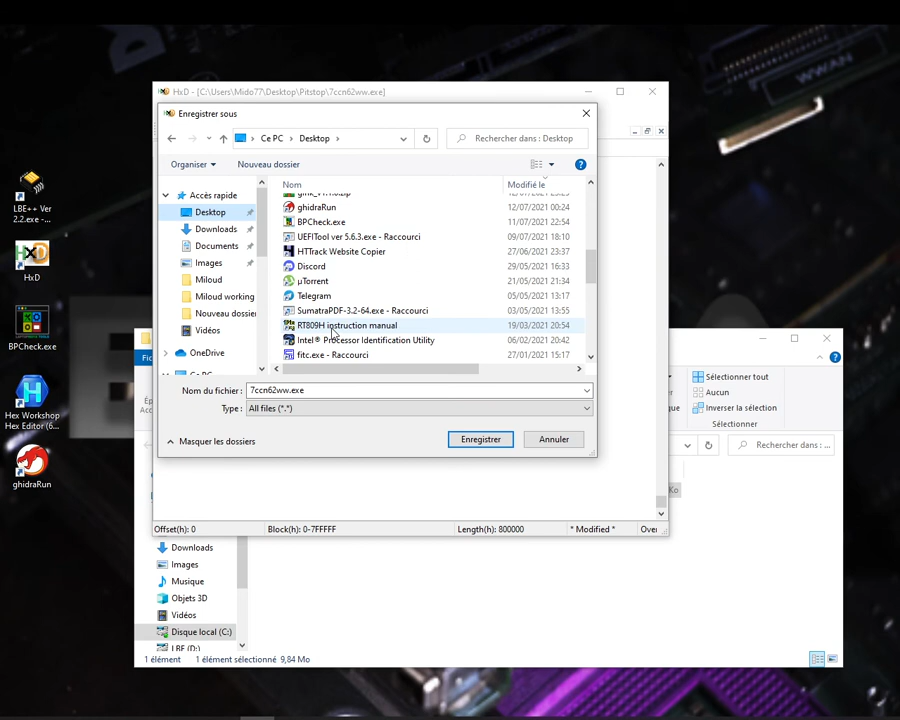 WWAN
HxD - [C:\Users\Mido77\Desktop\Pitstop\7ccn62ww.exe]
Enregistrer sous
Ce PC > Desktop >
Rechercher dans : Desktop
Organiser
Nouveau dossier
Nom
Modifié le
Accès rapide
Desktop
Downloads
Documents
Images
Miloud
Miloud working
Nouveau dossier
Vidéos
OneDrive
ghidraRun 12/07/2021 00:24
BPCheck.exe 11/07/2021 22:54
UEFITool ver 5.6.3.exe - Raccourci 09/07/2021 18:10
HTTrack Website Copier 27/06/2021 23:37
Discord 29/05/2021 16:33
µTorrent 21/05/2021 21:34
Telegram 05/05/2021 13:17
SumatraPDF-3.2-64.exe - Raccourci 03/05/2021 13:55
RT809H instruction manual 19/03/2021 20:54
Intel® Processor Identification Utility 06/02/2021 20:42
fitc.exe - Raccourci 27/01/2021 15:17
Nom du fichier : 7ccn62ww.exe
Type : All files (*.*)
Masquer les dossiers
Enregistrer
Annuler
Offset(h): 0
Block(h): 0-7FFFFF
Length(h): 800000
* Modified *
Over
LBE++ Ver
2.2.exe -...
HxD
BPCheck.exe
Hex Workshop
Hex Editor (6...
ghidraRun
Sélectionner tout
Aucun
Inverser la sélection
Sélectionner
Rechercher dans : ...
Ko
Downloads
Images
Musique
Objets 3D
Vidéos
Disque local (C:)
LBE (D:)
1 élément
1 élément sélectionné 9,84 Mo